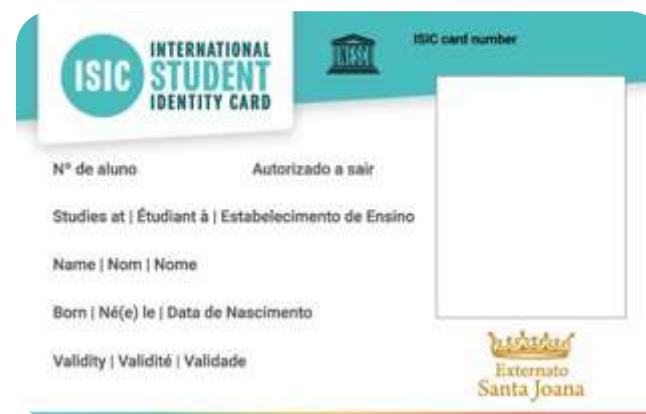 ISIC
INTERNATIONAL
STUDENT
IDENTITY CARD
UNESCO
ISIC card number
Nº de aluno Autorizado a sair
Studies at | Étudiant à | Estabelecimento de Ensino
Name | Nom | Nome
Born | Né(e) le | Data de Nascimento
Validity | Validité | Validade
Externato
Santa Joana